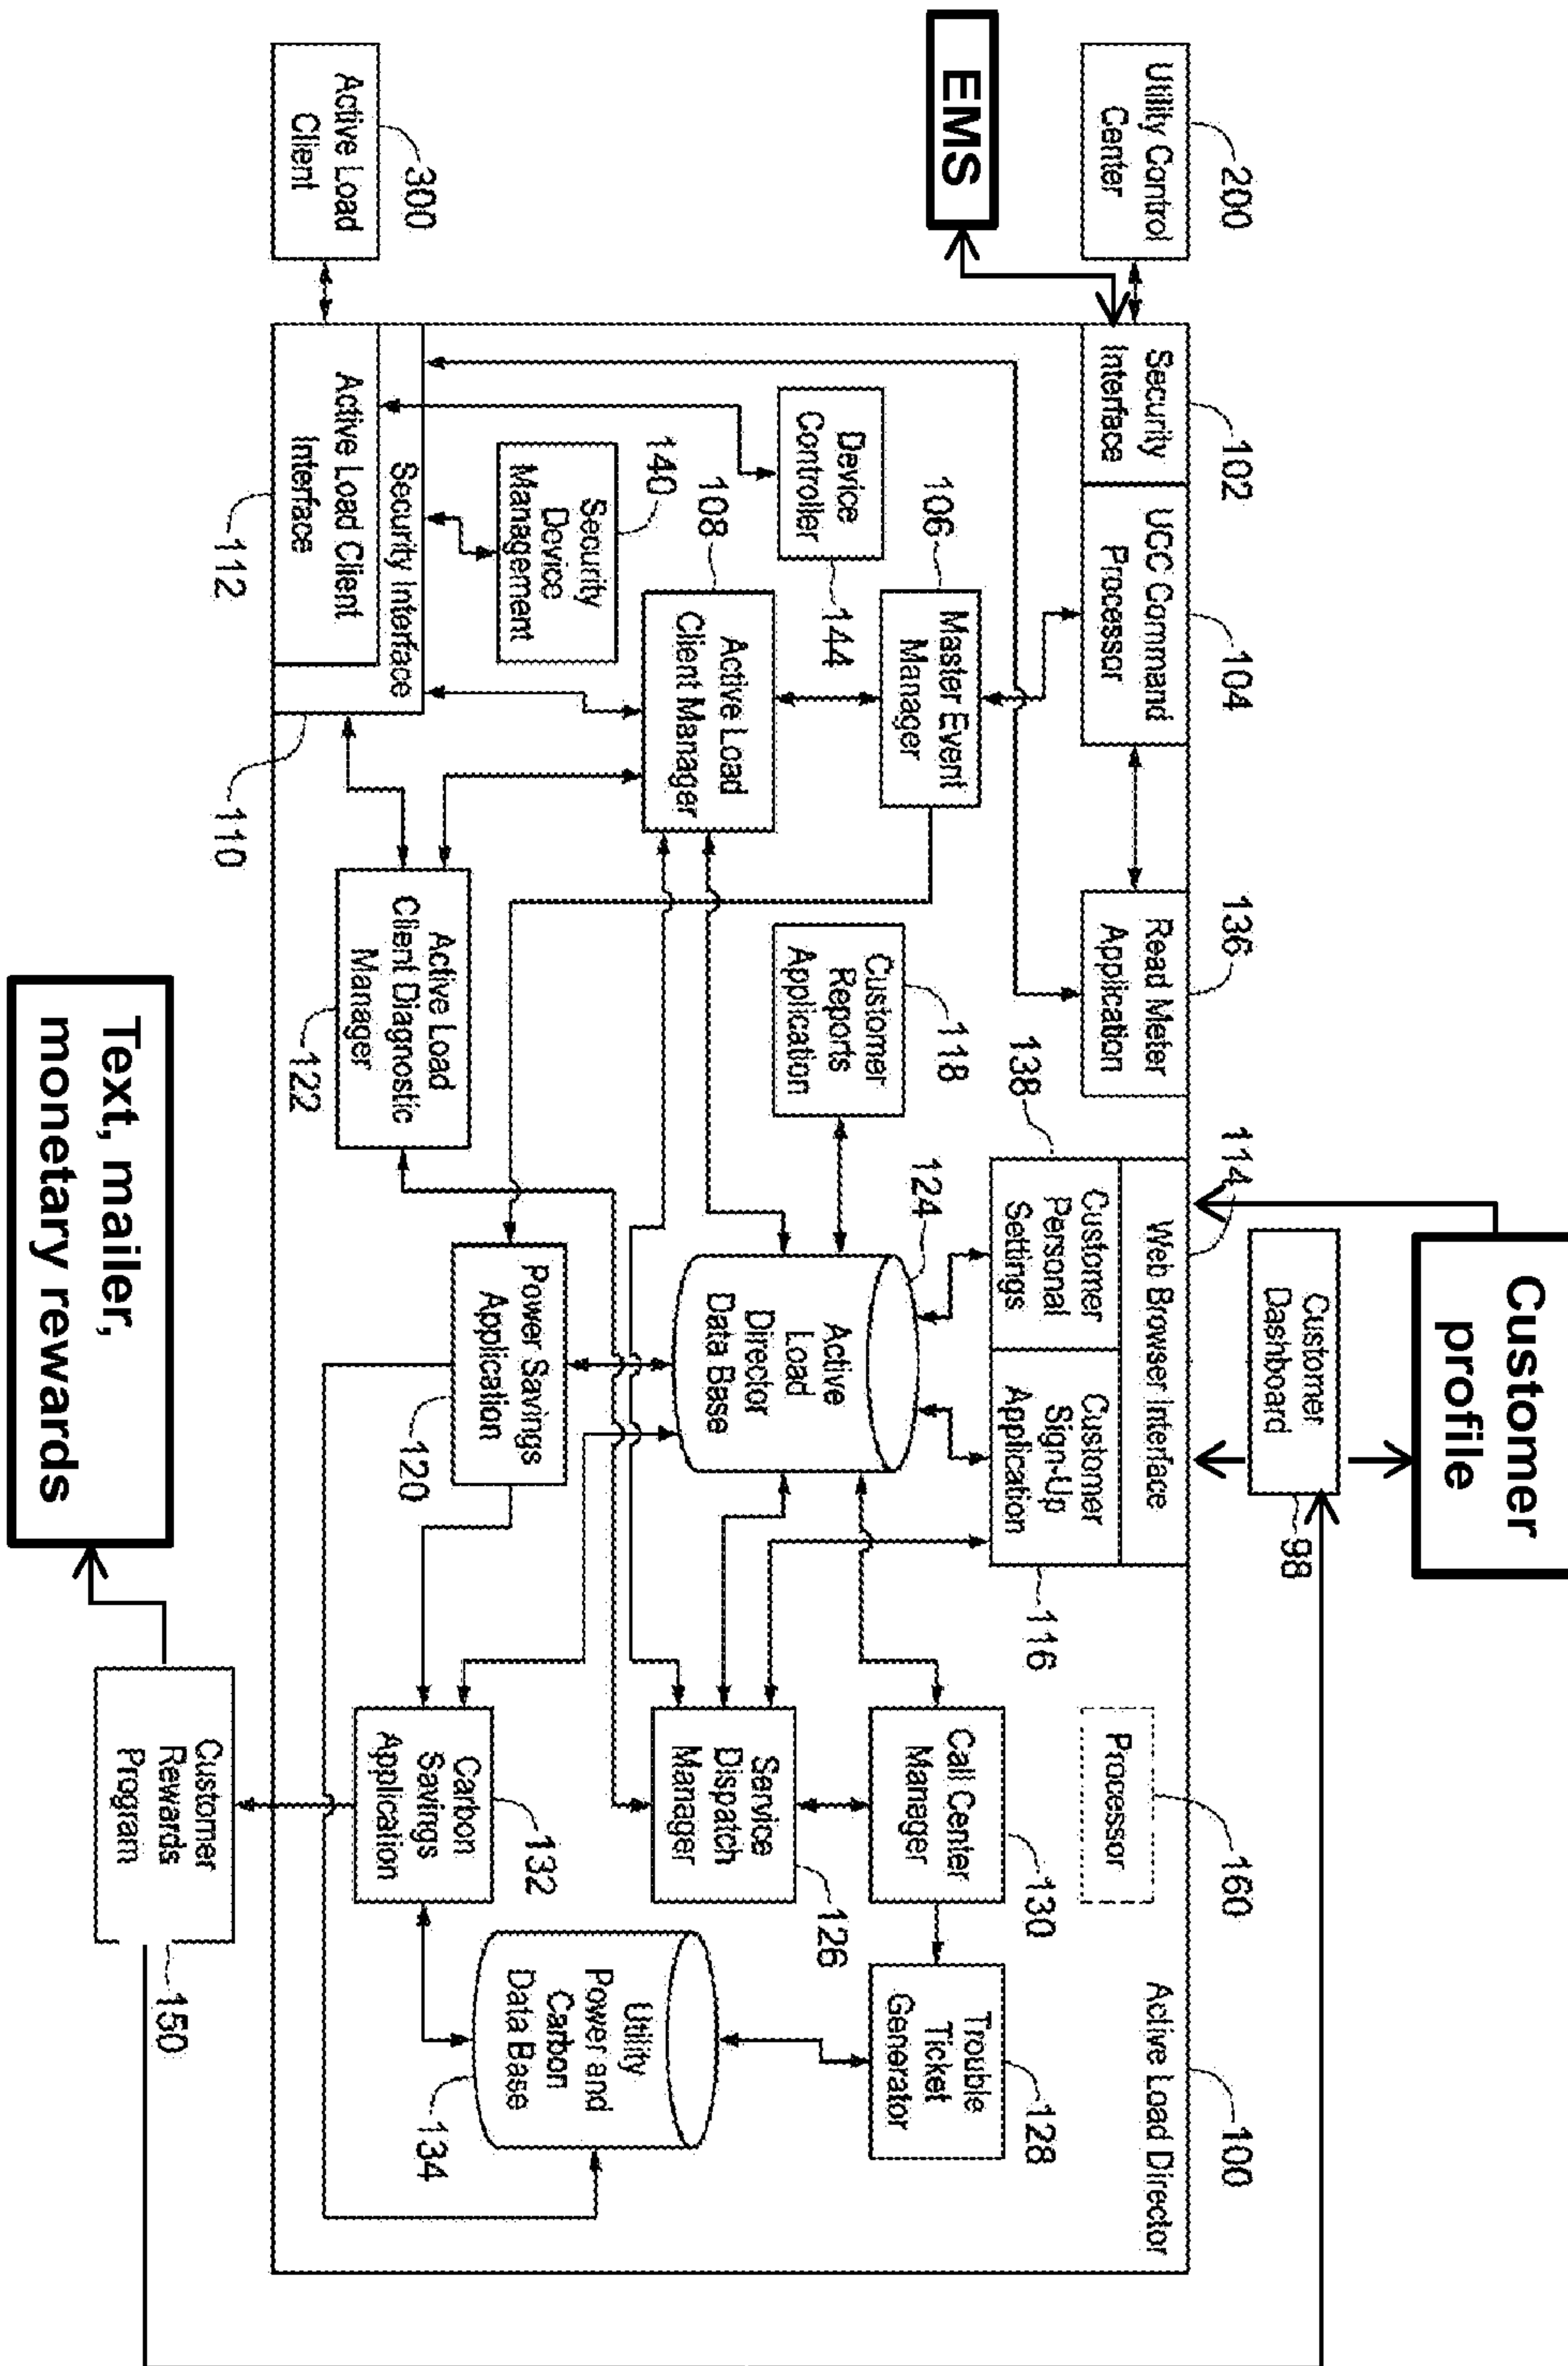 Customer
profile
Customer
Dashboard
98
Utility Control
Center
200
EMS
Active Load
Client
300
Active Load Director
100
Security
Interface
102
UCC Command
Processor
104
Read Meter
Application
136
Web Browser Interface
114
Customer
Personal
Settings
138
Customer
Sign-Up
Application
116
Processor
160
Master Event
Manager
106
Device
Controller
144
Customer
Reports
Application
118
124
Active
Load
Director
Data Base
Call Center
Manager
130
Trouble
Ticket
Generator
128
Active Load
Client Manager
108
Security
Device
Management
140
Service
Dispatch
Manager
126
Utility
Power and
Carbon
Data Base
134
Power Savings
Application
120
Carbon
Savings
Application
132
Security Interface
110
Active Load Client
Interface
112
Active Load
Client Diagnostic
Manager
122
Customer
Rewards
Program
150
Text, mailer,
monetary rewards